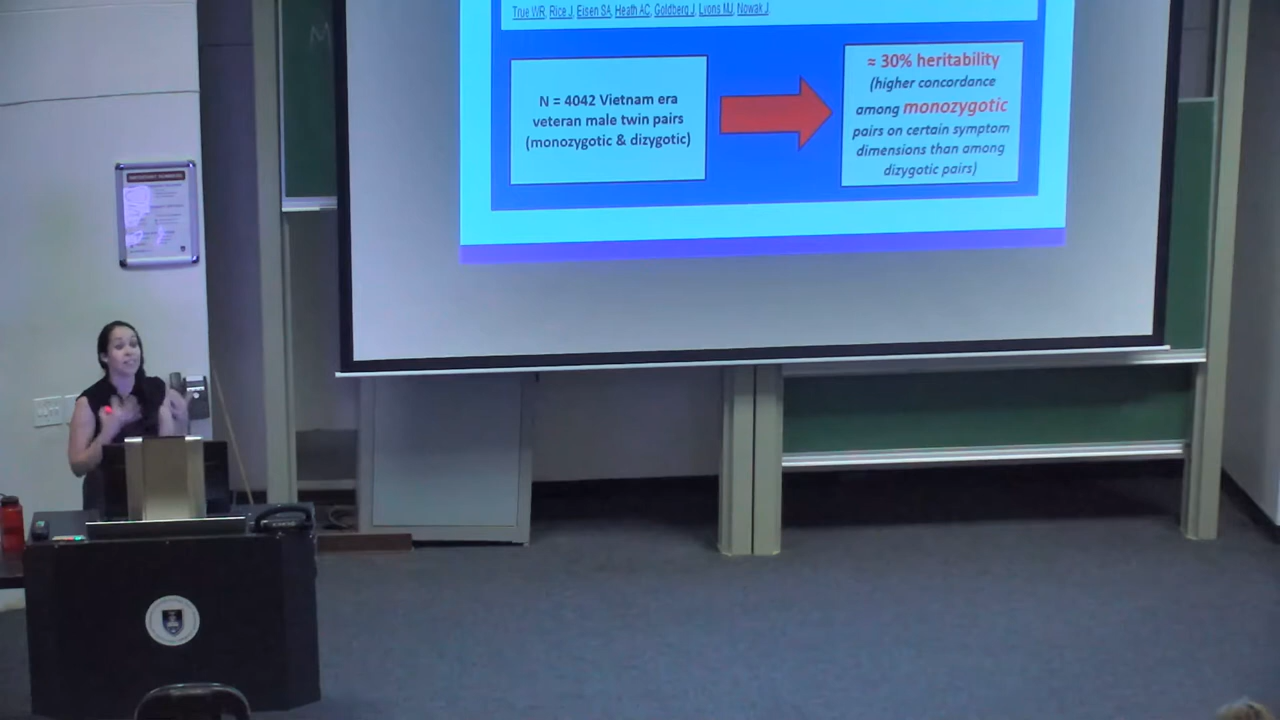 True WR, Rice J, Eisen SA, Heath AC, Goldberg J, Lyons MJ, Nowak J.
N = 4042 Vietnam era
veteran male twin pairs
(monozygotic & dizygotic)
≈ 30% heritability
(higher concordance
among monozygotic
pairs on certain symptom
dimensions than among
dizygotic pairs)
M